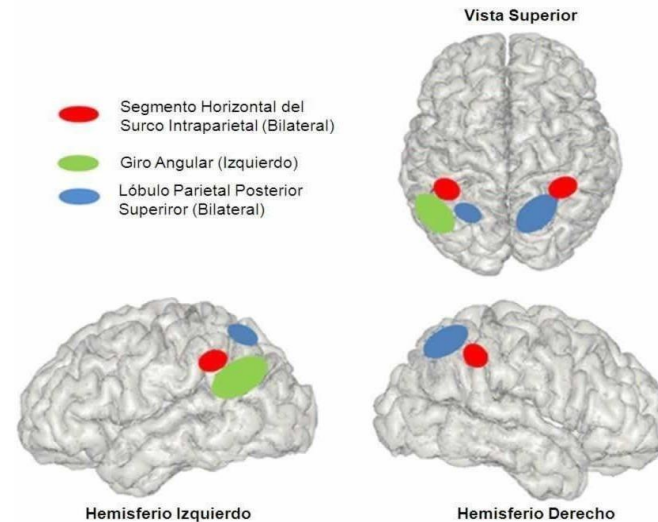 Vista Superior
Segmento Horizontal del
Surco Intraparietal (Bilateral)
Giro Angular (Izquierdo)
Lóbulo Parietal Posterior
Superiror (Bilateral)
Hemisferio Izquierdo
Hemisferio Derecho